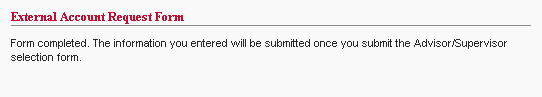 External Account Request Form
Form completed. The information you entered will be submitted once you submit the Advisor/Supervisor
selection form.